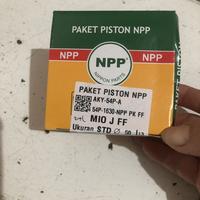 PAKET PISTON NPP
NPP NPP NPP
NIPPON PARTS
PAKET PISTON NPP
AKY-54P-A
54P-1630-NPP PK FF
MIO J FF
Ukuran STD Ø 50